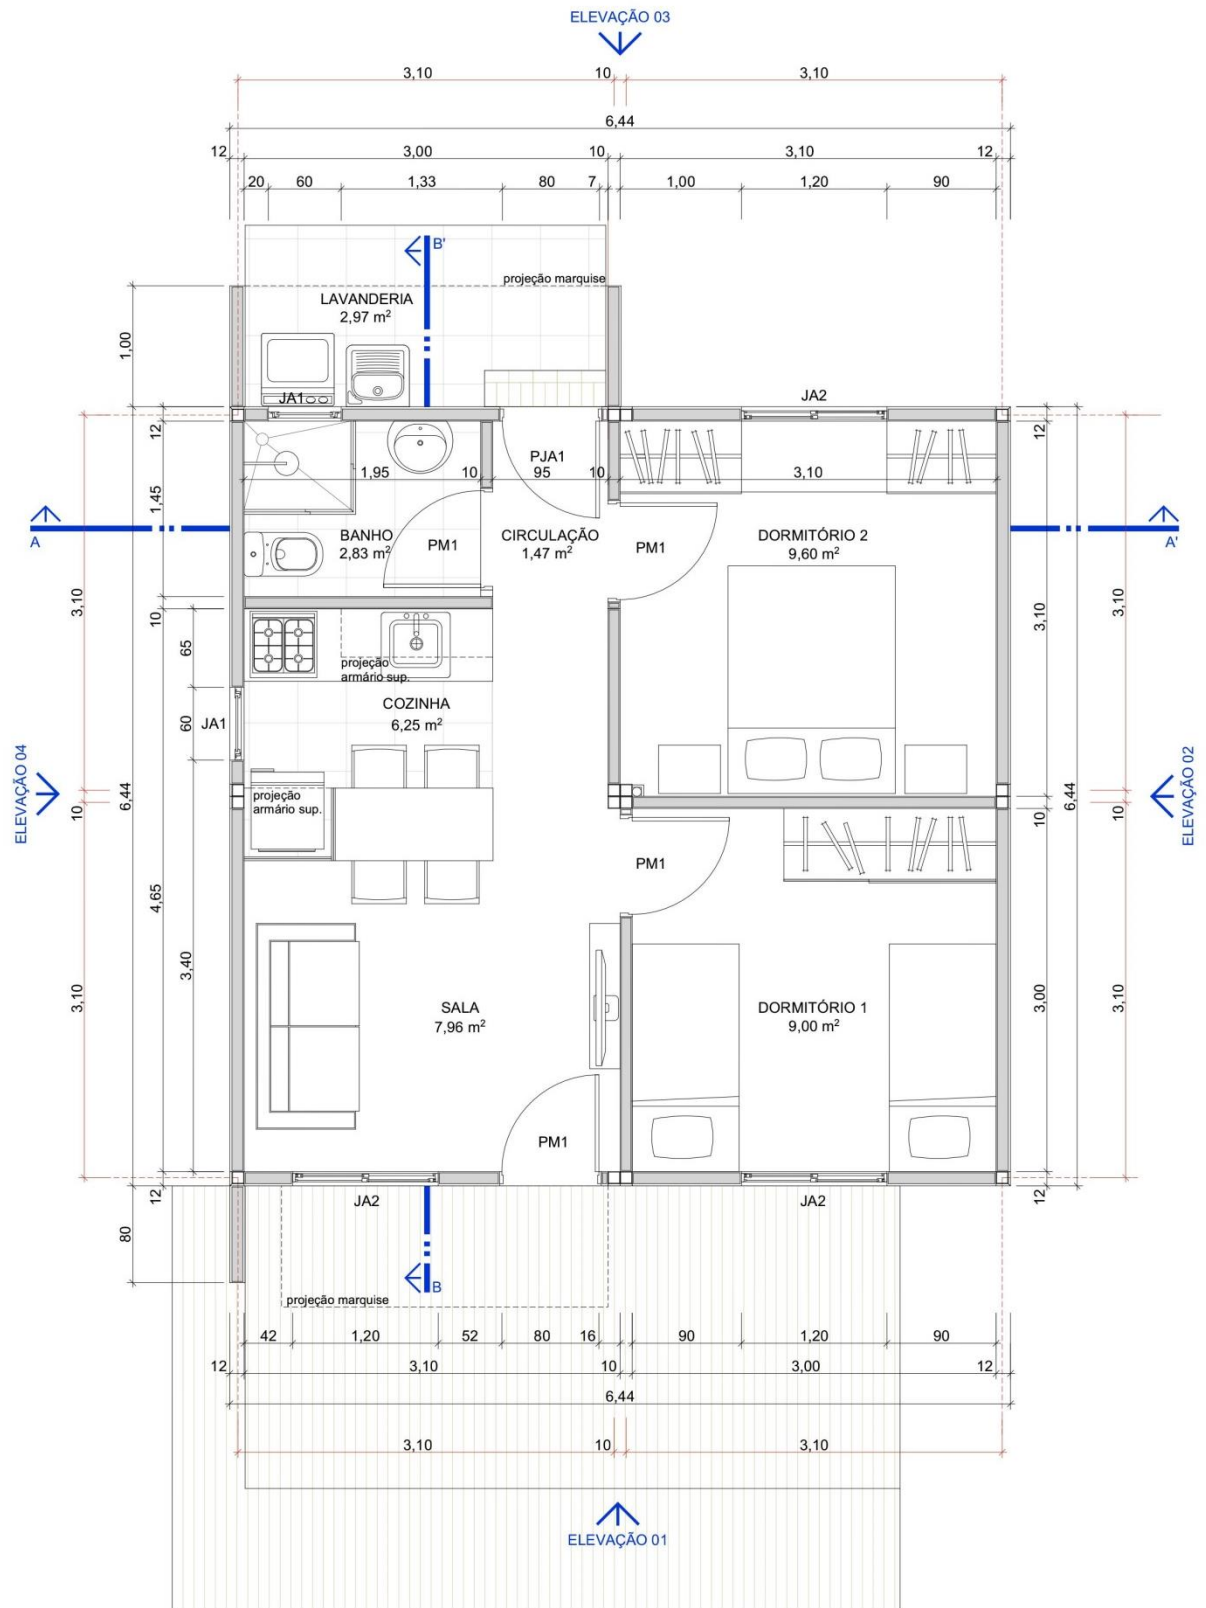 ELEVAÇÃO 03
3,10 10 3,10
6,44
12 3,00 10 3,10 12
20 60 1,33 80 7 1,00 1,20 90
B'
projeção marquise
LAVANDERIA
2,97 m²
1,00
JA1
JA2
12
12
PJA1
1,95 10 95 10 3,10
1,45
A
BANHO
2,83 m²
PM1
CIRCULAÇÃO
1,47 m²
PM1
DORMITÓRIO 2
9,60 m²
A'
3,10
10
65
3,10
3,10
projeção
armário sup.
COZINHA
6,25 m²
60
JA1
ELEVAÇÃO 04
10
6,44
projeção
armário sup.
10
6,44
10
ELEVAÇÃO 02
PM1
4,65
3,40
3,10
SALA
7,96 m²
DORMITÓRIO 1
9,00 m²
3,00
3,10
PM1
12
JA2
JA2
12
80
B
projeção marquise
42 1,20 52 80 16 90 1,20 90
12 3,10 10 3,00 12
6,44
3,10 10 3,10
ELEVAÇÃO 01